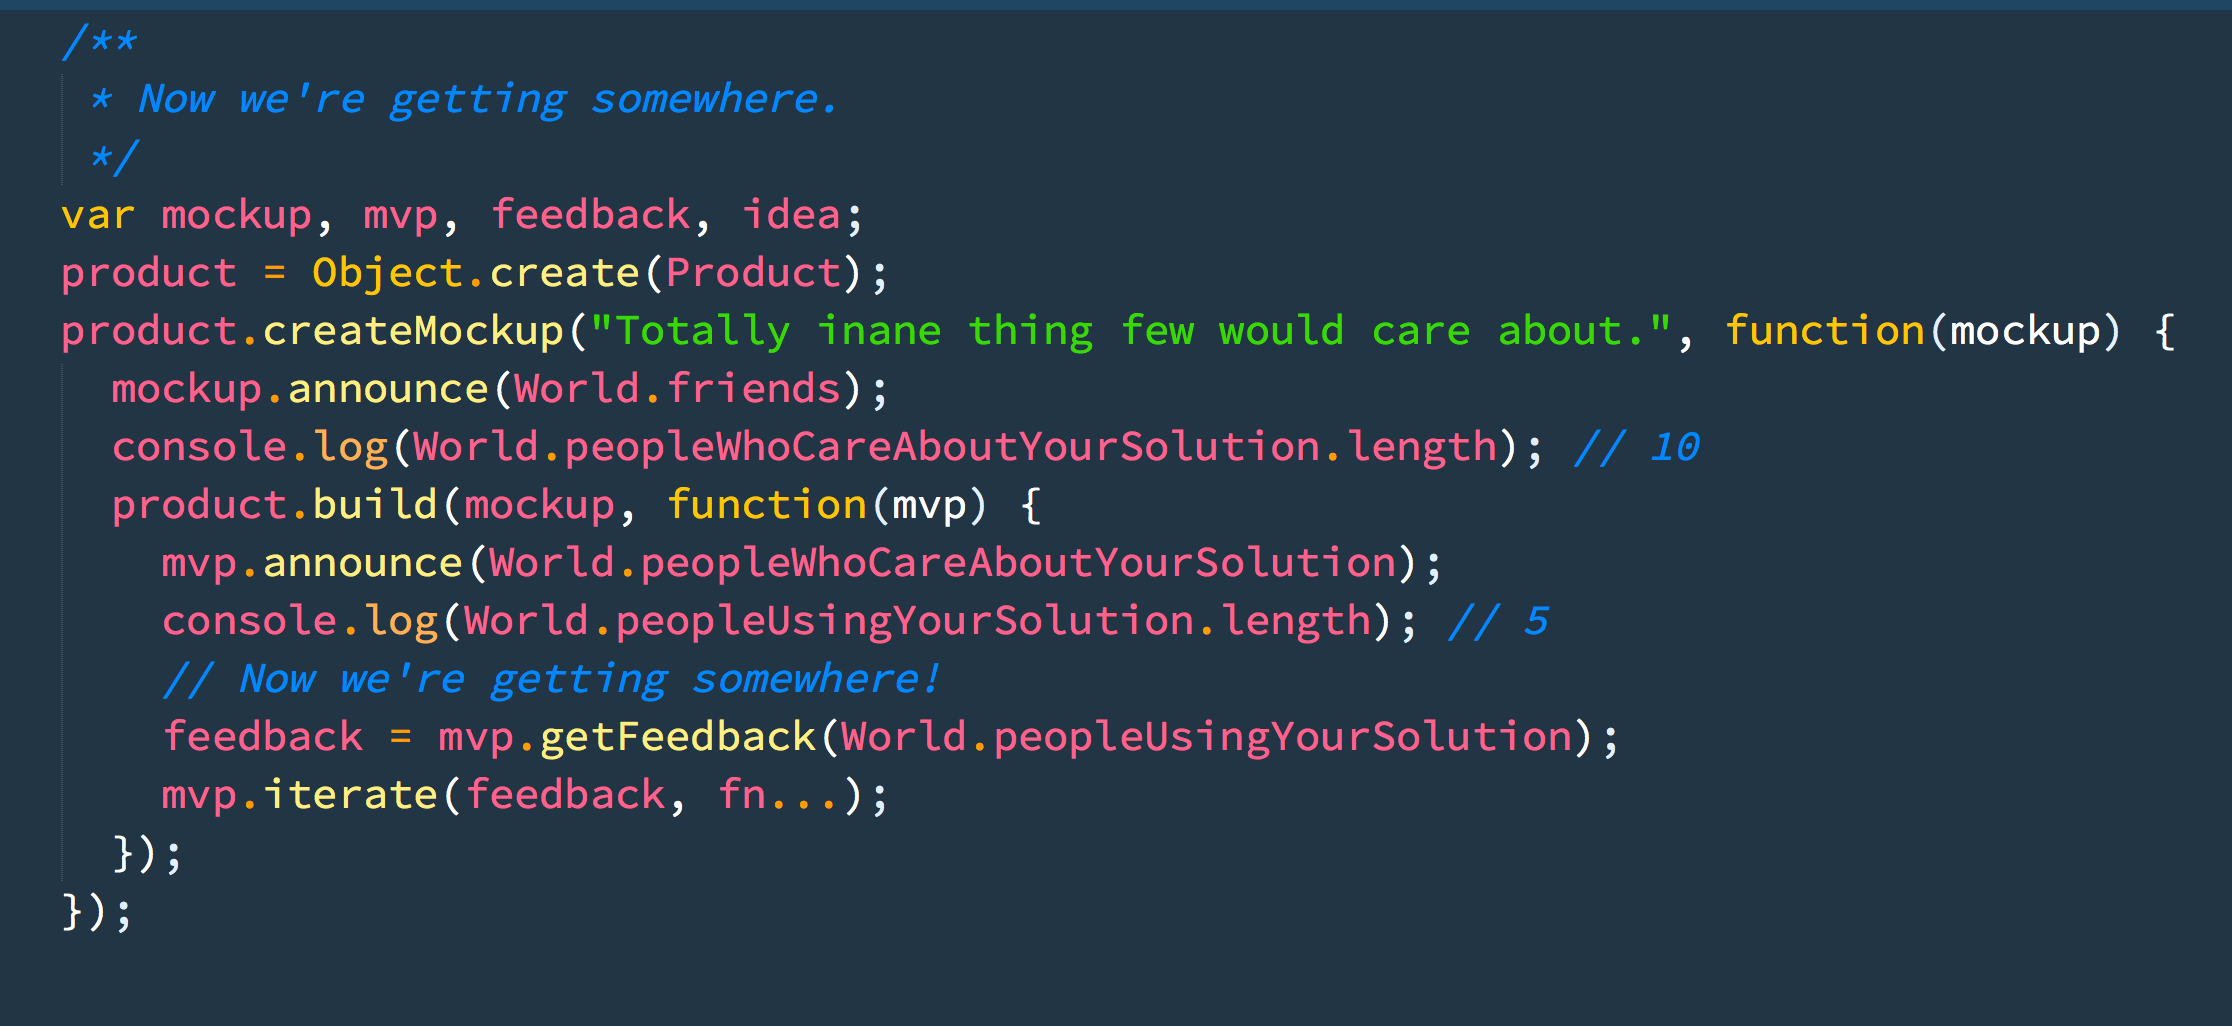 /**
 * Now we're getting somewhere.
 */
var mockup, mvp, feedback, idea;
product = Object.create(Product);
product.createMockup("Totally inane thing few would care about.", function(mockup) {
  mockup.announce(World.friends);
  console.log(World.peopleWhoCareAboutYourSolution.length); // 10
  product.build(mockup, function(mvp) {
    mvp.announce(World.peopleWhoCareAboutYourSolution);
    console.log(World.peopleUsingYourSolution.length); // 5
    // Now we're getting somewhere!
    feedback = mvp.getFeedback(World.peopleUsingYourSolution);
    mvp.iterate(feedback, fn...);
  });
});